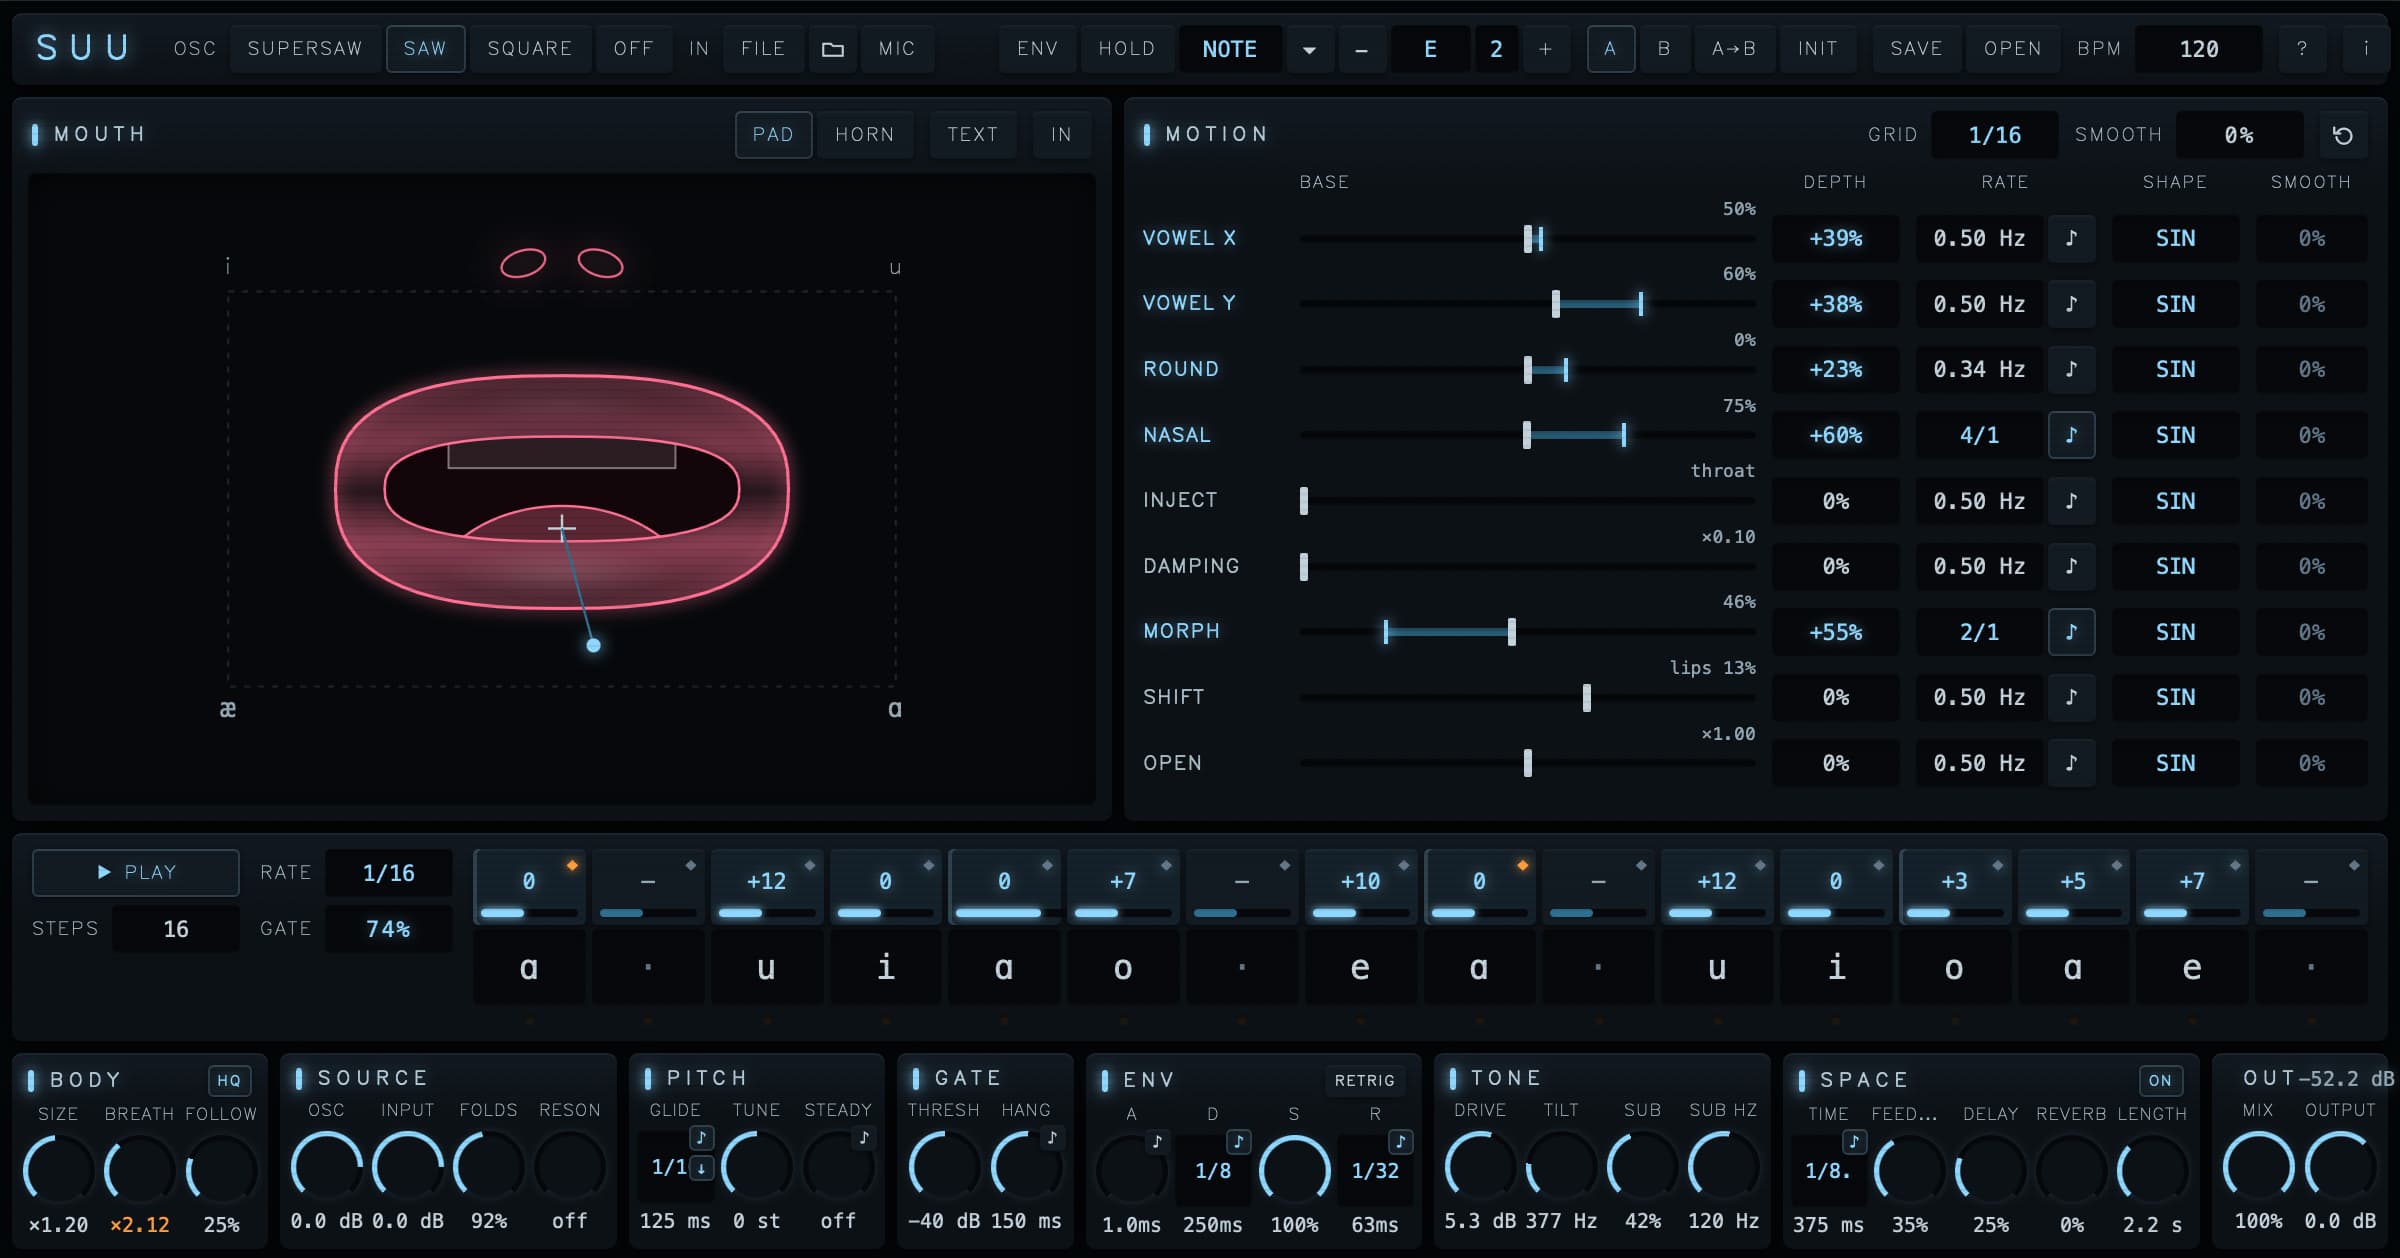 SUU OSC SUPERSAW SAW SQUARE OFF IN FILE MIC ENV HOLD NOTE − E 2 + A B A→B INIT SAVE OPEN BPM 120 ? i
MOUTH PAD HORN TEXT IN
i u
æ ɑ
MOTION GRID 1/16 SMOOTH 0%
BASE DEPTH RATE SHAPE SMOOTH
VOWEL X 50% +39% 0.50 Hz ♪ SIN 0%
VOWEL Y 60% +38% 0.50 Hz ♪ SIN 0%
ROUND 0% +23% 0.34 Hz ♪ SIN 0%
NASAL 75% +60% 4/1 ♪ SIN 0%
INJECT throat 0% 0.50 Hz ♪ SIN 0%
DAMPING ×0.10 0% 0.50 Hz ♪ SIN 0%
MORPH 46% +55% 2/1 ♪ SIN 0%
SHIFT lips 13% 0% 0.50 Hz ♪ SIN 0%
OPEN ×1.00 0% 0.50 Hz ♪ SIN 0%
▶ PLAY RATE 1/16
STEPS 16 GATE 74%
0 — +12 0 0 +7 — +10 0 — +12 0 +3 +5 +7 —
ɑ · u i ɑ o · e ɑ · u i o ɑ e ·
BODY HQ
SIZE BREATH FOLLOW
×1.20 ×2.12 25%
SOURCE
OSC INPUT FOLDS RESON
0.0 dB 0.0 dB 92% off
PITCH
GLIDE TUNE STEADY
♪ ♪
1/1 ↓
125 ms 0 st off
GATE
THRESH HANG
♪
−40 dB 150 ms
ENV RETRIG
A D S R
♪ ♪ ♪
1/8 1/32
1.0ms 250ms 100% 63ms
TONE
DRIVE TILT SUB SUB HZ
5.3 dB 377 Hz 42% 120 Hz
SPACE ON
TIME FEED... DELAY REVERB LENGTH
♪
1/8.
375 ms 35% 25% 0% 2.2 s
OUT −52.2 dB
MIX OUTPUT
100% 0.0 dB